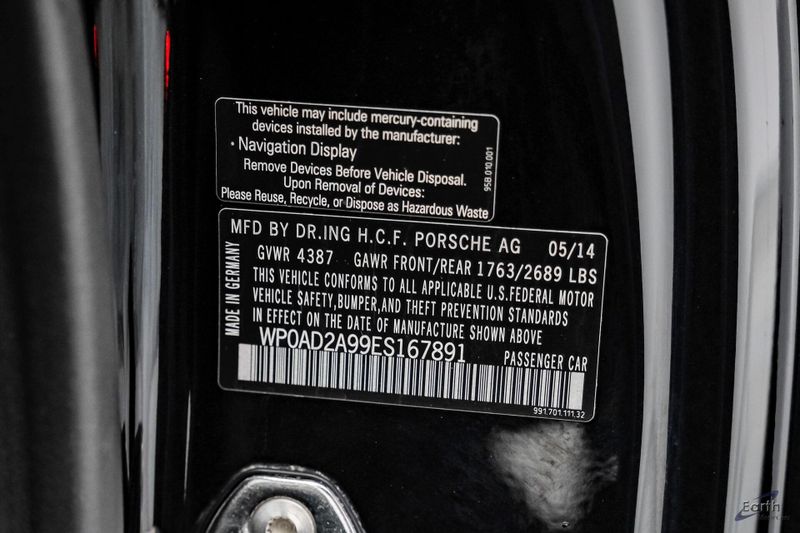 This vehicle may include mercury-containing
devices installed by the manufacturer:
• Navigation Display
Remove Devices Before Vehicle Disposal.
Upon Removal of Devices:
Please Reuse, Recycle, or Dispose as Hazardous Waste
95B.010.001
MFD BY DR.ING H.C.F. PORSCHE AG 05/14
GVWR 4387 GAWR FRONT/REAR 1763/2689 LBS
THIS VEHICLE CONFORMS TO ALL APPLICABLE U.S.FEDERAL MOTOR
VEHICLE SAFETY,BUMPER,AND THEFT PREVENTION STANDARDS
IN EFFECT ON THE DATE OF MANUFACTURE SHOWN ABOVE
MADE IN GERMANY
WP0AD2A99ES167891 PASSENGER CAR
991.701.111.32
Earth